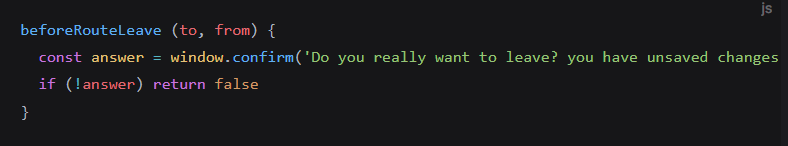 js
beforeRouteLeave (to, from) {
  const answer = window.confirm('Do you really want to leave? you have unsaved changes
  if (!answer) return false
}